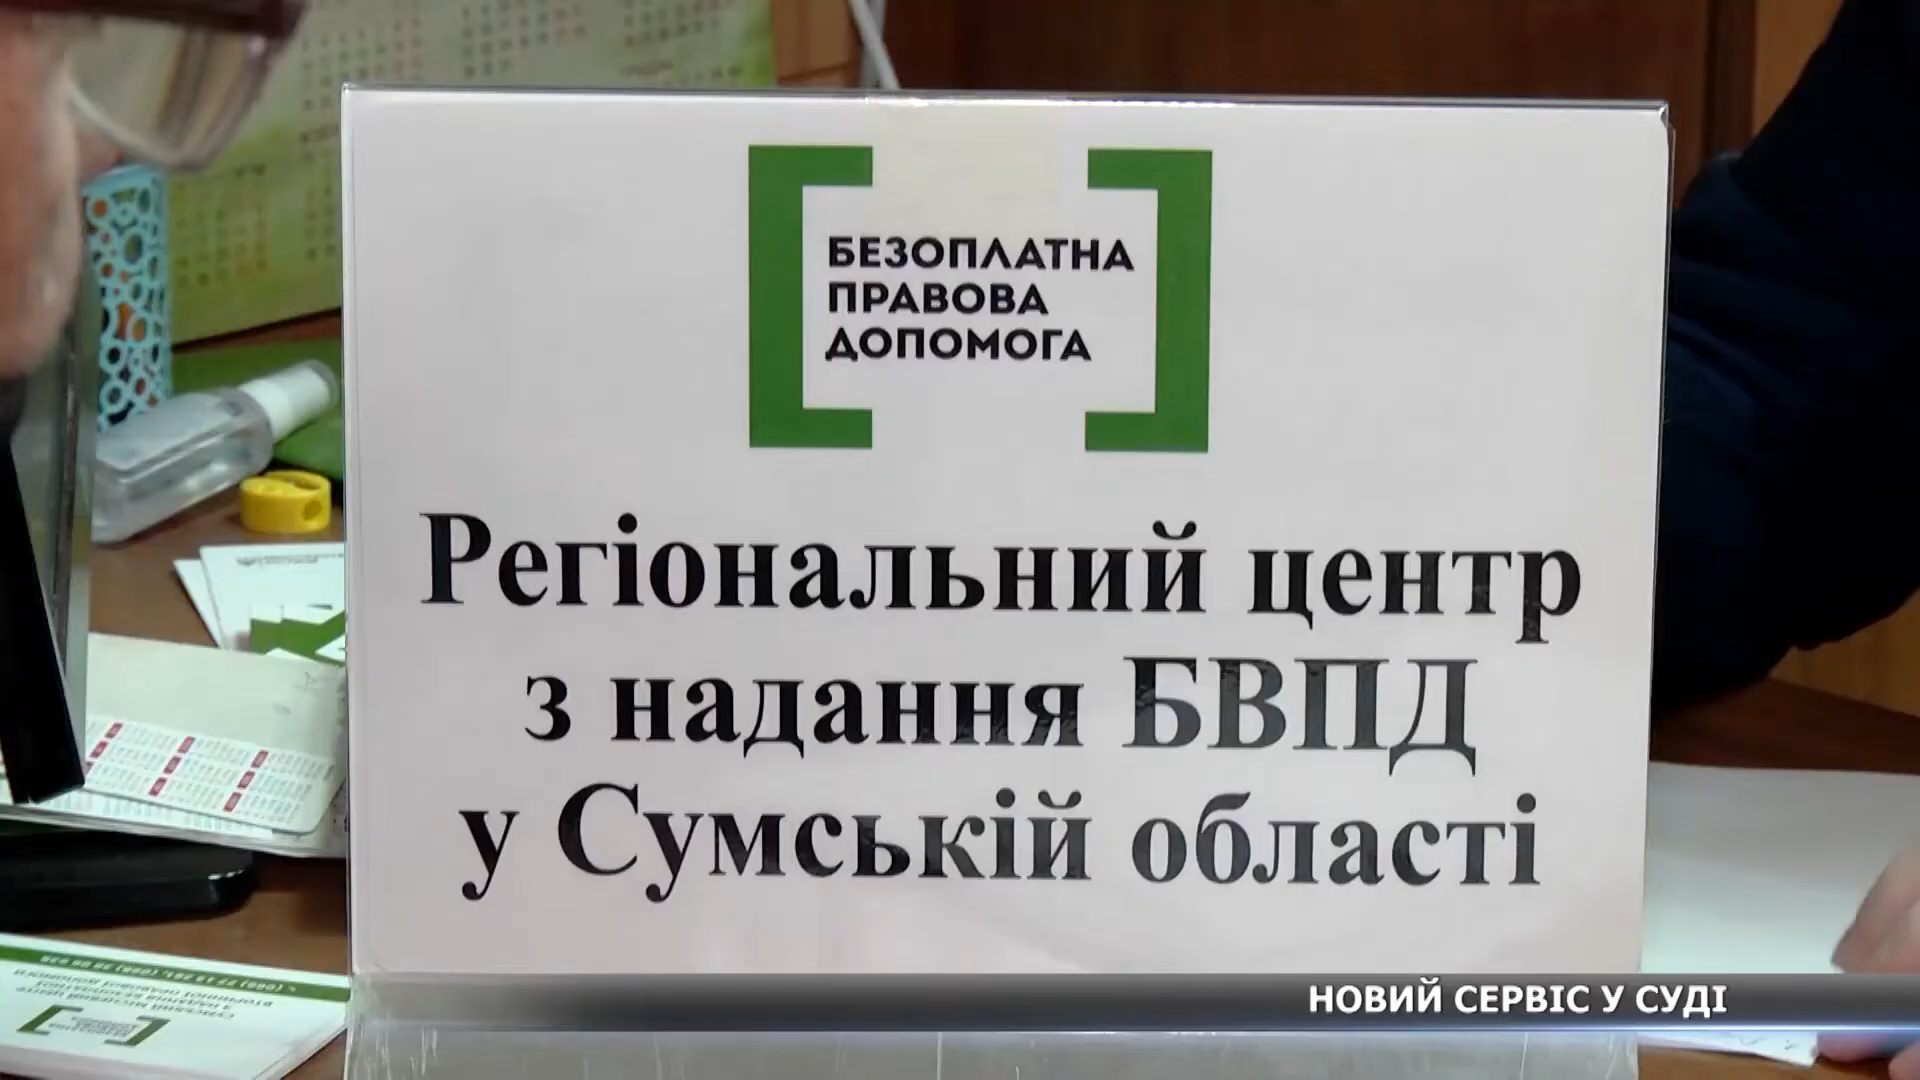 БЕЗОПЛАТНА
ПРАВОВА
ДОПОМОГА
Регіональний центр
з надання БВПД
у Сумській області
НОВИЙ СЕРВІС У СУДІ